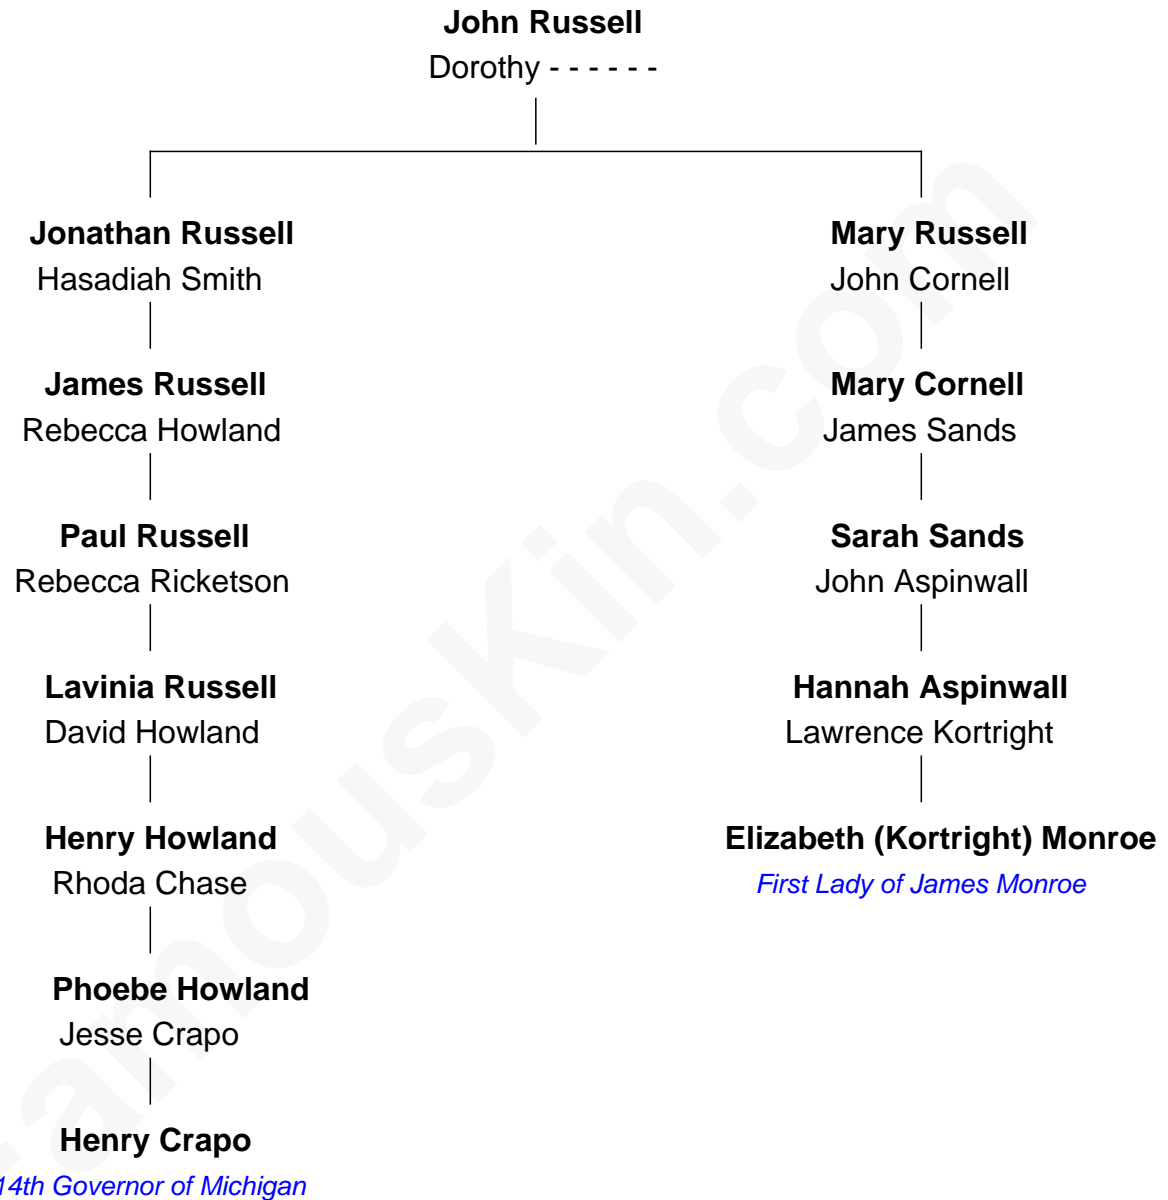 John Russell
Dorothy - - - - - -
Jonathan Russell
Hasadiah Smith
Mary Russell
John Cornell
James Russell
Rebecca Howland
Mary Cornell
James Sands
Paul Russell
Rebecca Ricketson
Sarah Sands
John Aspinwall
Lavinia Russell
David Howland
Hannah Aspinwall
Lawrence Kortright
Henry Howland
Rhoda Chase
Elizabeth (Kortright) Monroe
First Lady of James Monroe
Phoebe Howland
Jesse Crapo
Henry Crapo
14th Governor of Michigan
amousKin.com